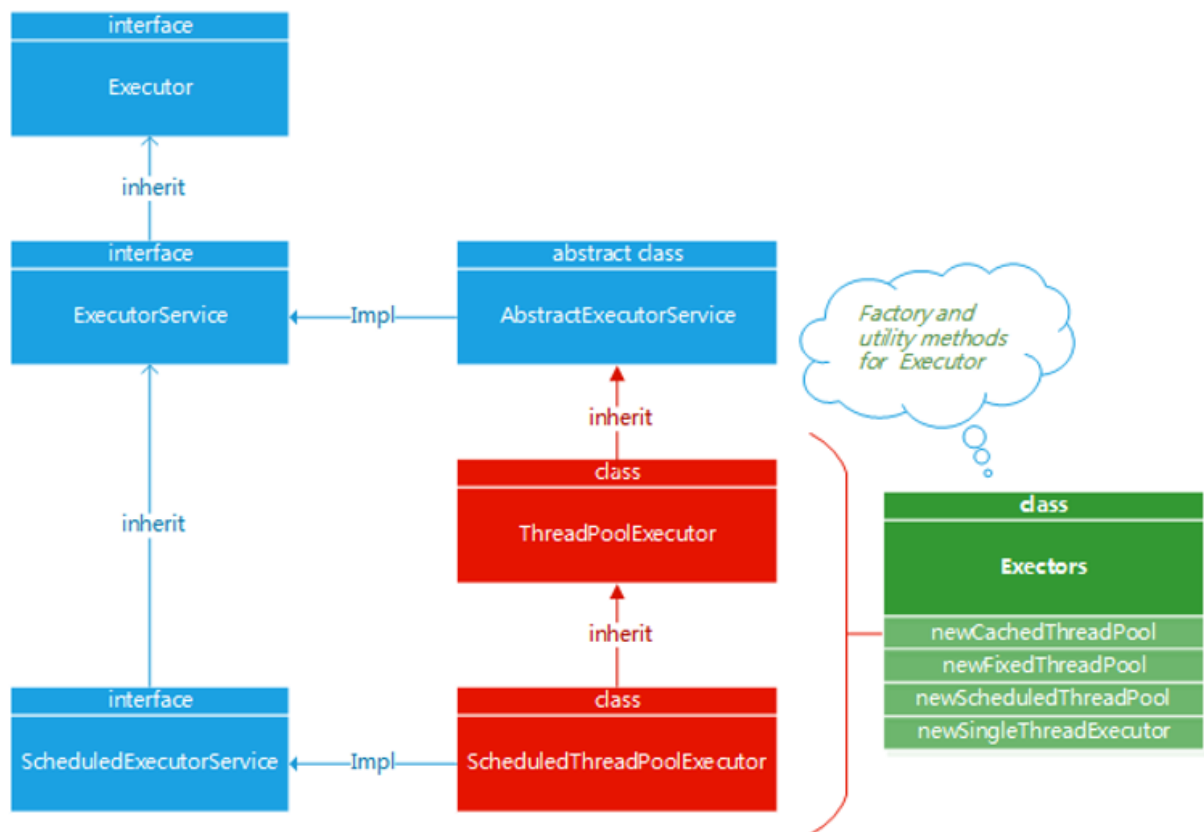 interface
Executor
inherit
interface
ExecutorService
Impl
abstract class
AbstractExecutorService
Factory and
utility methods
for Executor
inherit
inherit
class
ThreadPoolExecutor
inherit
interface
ScheduledExecutorService
Impl
class
ScheduledThreadPoolExecutor
class
Exectors
newCachedThreadPool
newFixedThreadPool
newScheduledThreadPool
newSingleThreadExecutor